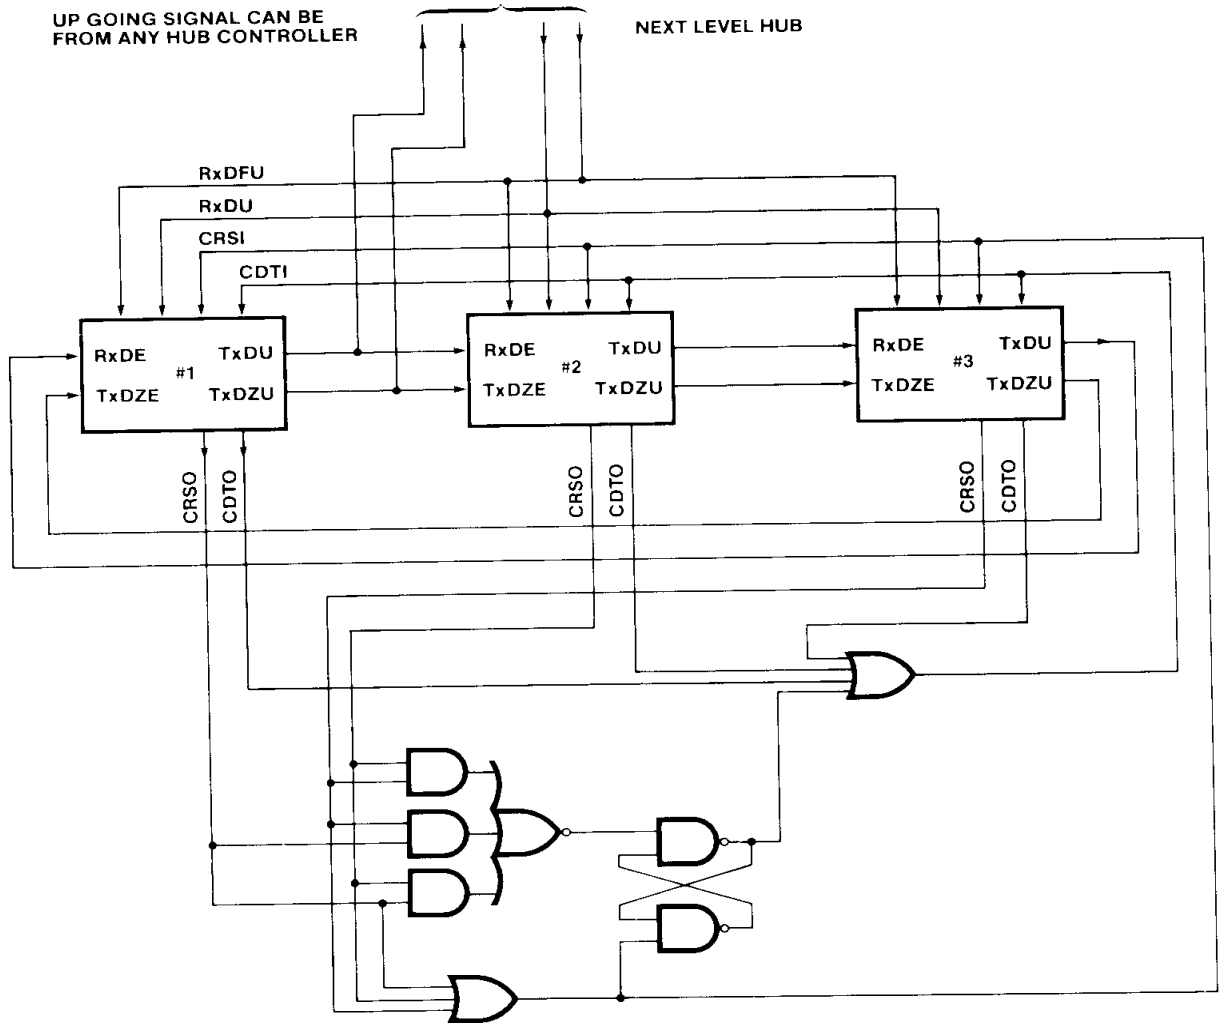 UP GOING SIGNAL CAN BE
FROM ANY HUB CONTROLLER
NEXT LEVEL HUB
RxDFU
RxDU
CRSI
CDTI
RxDE
TxDU
#1
TxDZE
TxDZU
RxDE
TxDU
#2
TxDZE
TxDZU
RxDE
TxDU
#3
TxDZE
TxDZU
CRSO
CDTO
CRSO
CDTO
CRSO
CDTO